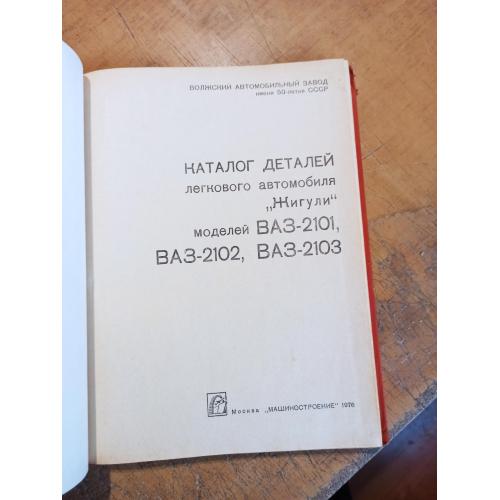 ВОЛЖСКИЙ АВТОМОБИЛЬНЫЙ ЗАВОД
имени 50-летия СССР
КАТАЛОГ ДЕТАЛЕЙ
легкового автомобиля
„Жигули“
моделей ВАЗ-2101,
ВАЗ-2102, ВАЗ-2103
Москва „МАШИНОСТРОЕНИЕ“ 1976